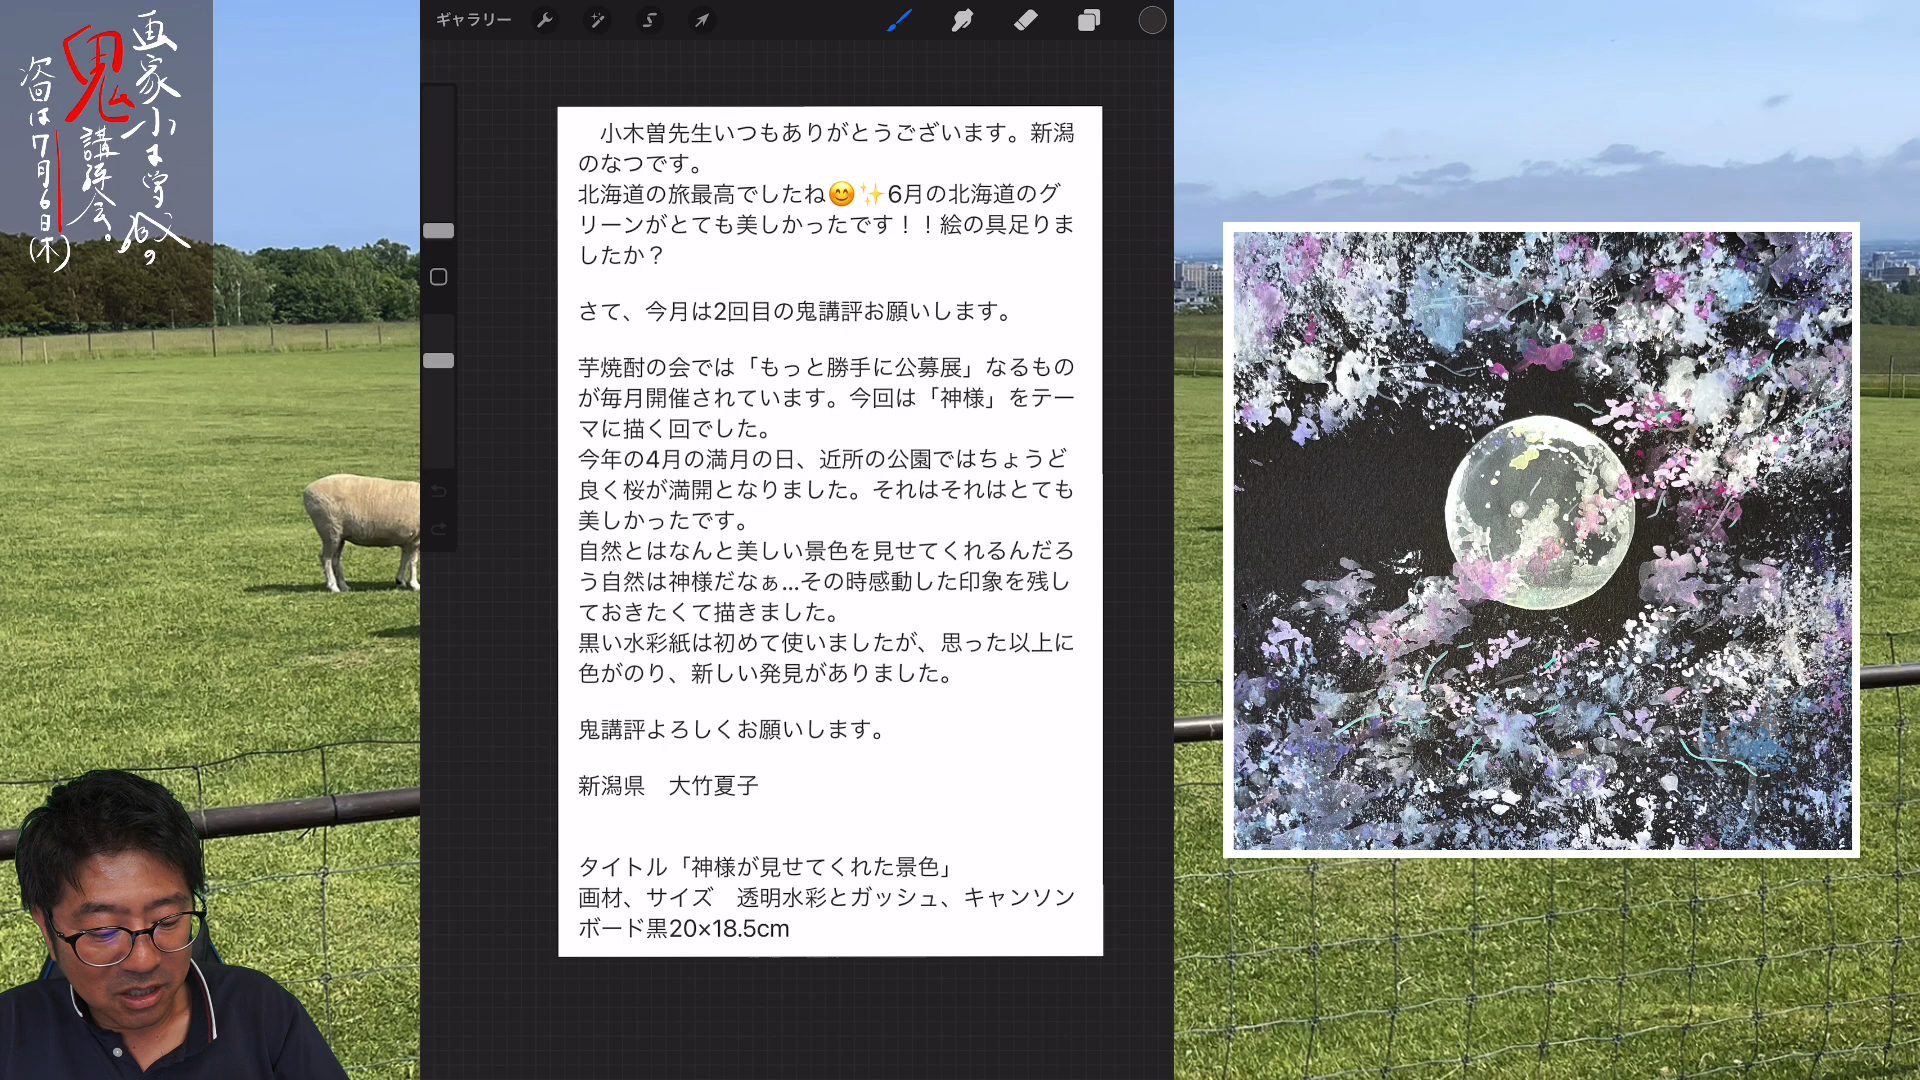 画家小木曽誠の
鬼講評会。
次回は7月6日(木)
ギャラリー
小木曽先生いつもありがとうございます。新潟
のなつです。
北海道の旅最高でしたね😊✨6月の北海道のグ
リーンがとても美しかったです！！絵の具足りま
したか？
さて、今月は2回目の鬼講評お願いします。
芋焼酎の会では「もっと勝手に公募展」なるもの
が毎月開催されています。今回は「神様」をテー
マに描く回でした。
今年の4月の満月の日、近所の公園ではちょうど
良く桜が満開となりました。それはそれはとても
美しかったです。
自然とはなんと美しい景色を見せてくれるんだろ
う自然は神様だなぁ...その時感動した印象を残し
ておきたくて描きました。
黒い水彩紙は初めて使いましたが、思った以上に
色がのり、新しい発見がありました。
鬼講評よろしくお願いします。
新潟県　大竹夏子
タイトル「神様が見せてくれた景色」
画材、サイズ　透明水彩とガッシュ、キャンソン
ボード黒20×18.5cm